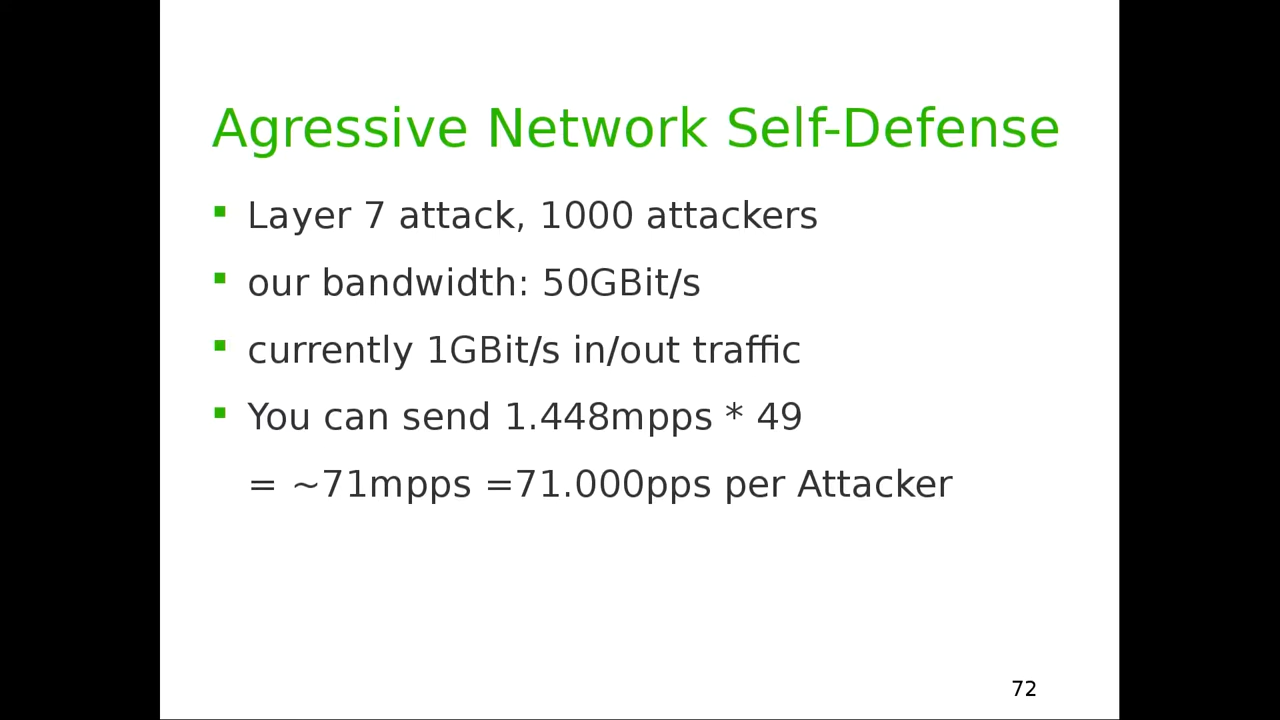 Agressive Network Self-Defense
▪ Layer 7 attack, 1000 attackers
▪ our bandwidth: 50GBit/s
▪ currently 1GBit/s in/out traffic
▪ You can send 1.448mpps * 49
= ~71mpps =71.000pps per Attacker
72